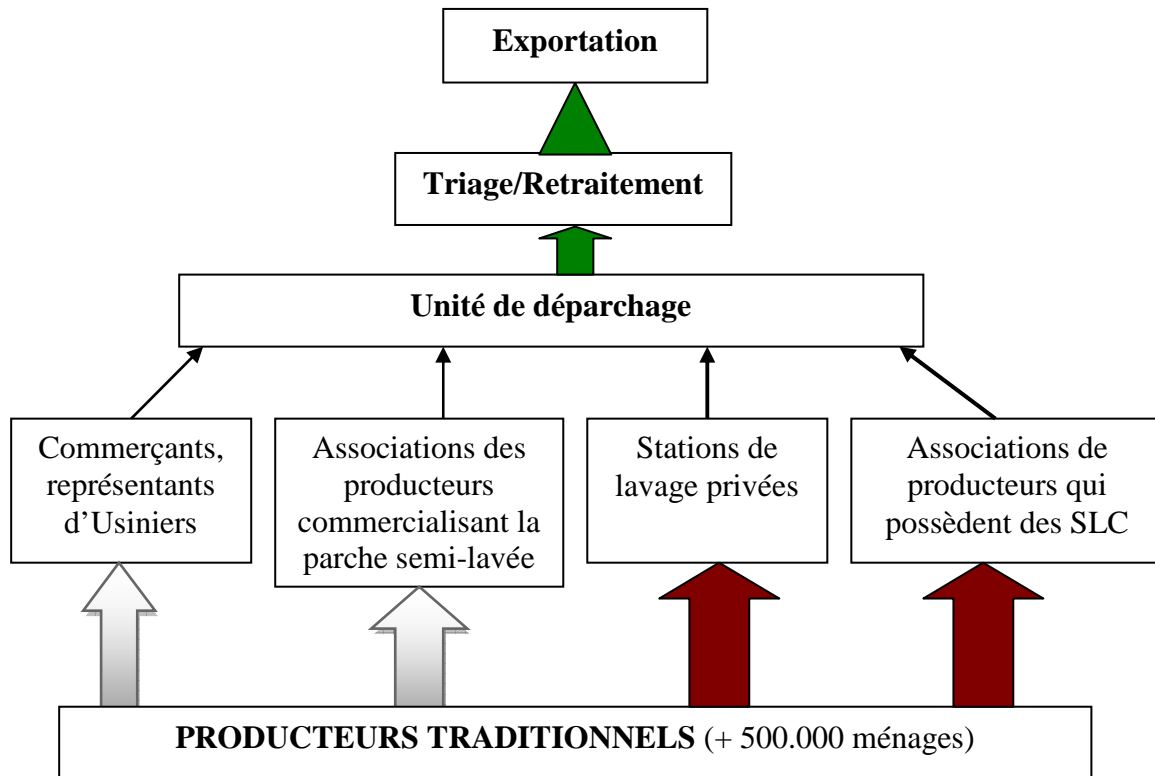 Exportation
Triage/Retraitement
Unité de déparchage
Commerçants,
représentants
d’Usiniers
Associations des
producteurs
commercialisant la
parche semi-lavée
Stations de
lavage privées
Associations de
producteurs qui
possèdent des SLC
PRODUCTEURS TRADITIONNELS (+ 500.000 ménages)